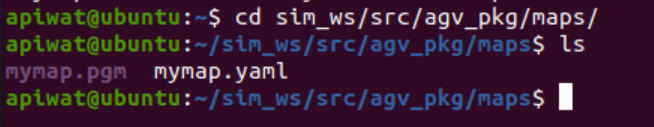 apiwat@ubuntu:~$ cd sim_ws/src/agv_pkg/maps/
apiwat@ubuntu:~/sim_ws/src/agv_pkg/maps$ ls
mymap.pgm  mymap.yaml
apiwat@ubuntu:~/sim_ws/src/agv_pkg/maps$